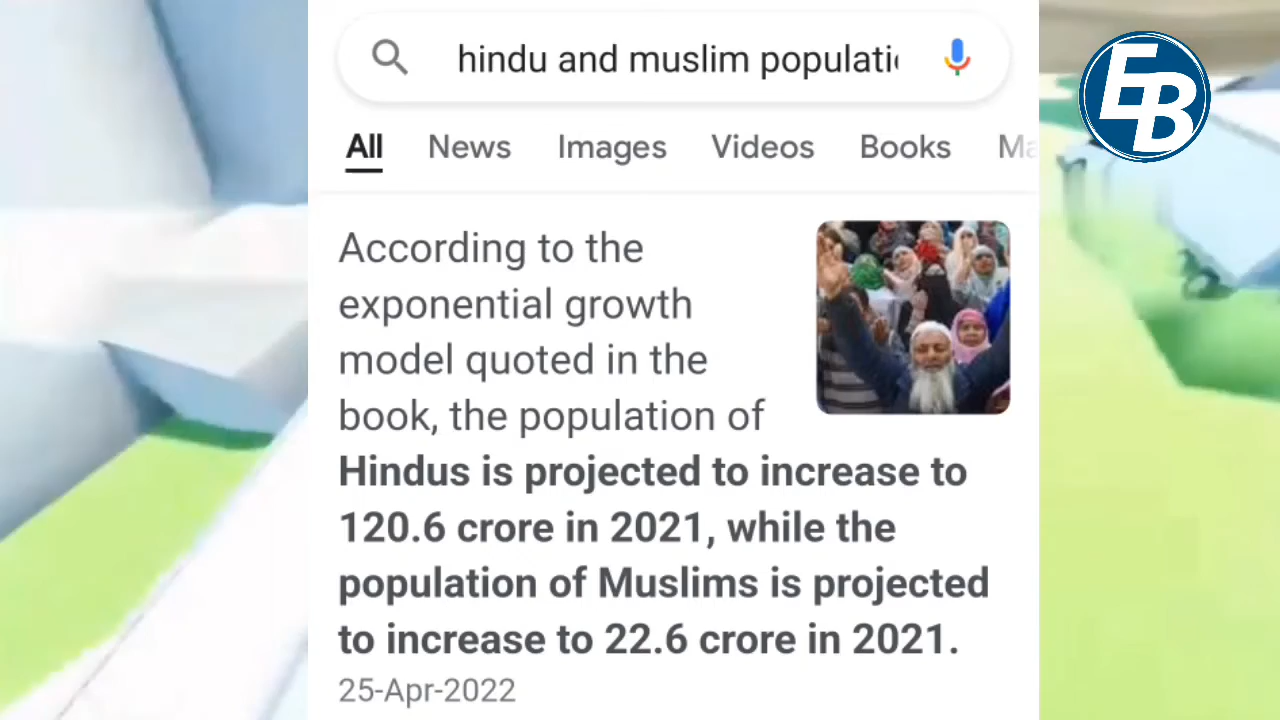 hindu and muslim populati
EB
All News Images Videos Books Ma
According to the
exponential growth
model quoted in the
book, the population of
Hindus is projected to increase to
120.6 crore in 2021, while the
population of Muslims is projected
to increase to 22.6 crore in 2021.
25-Apr-2022